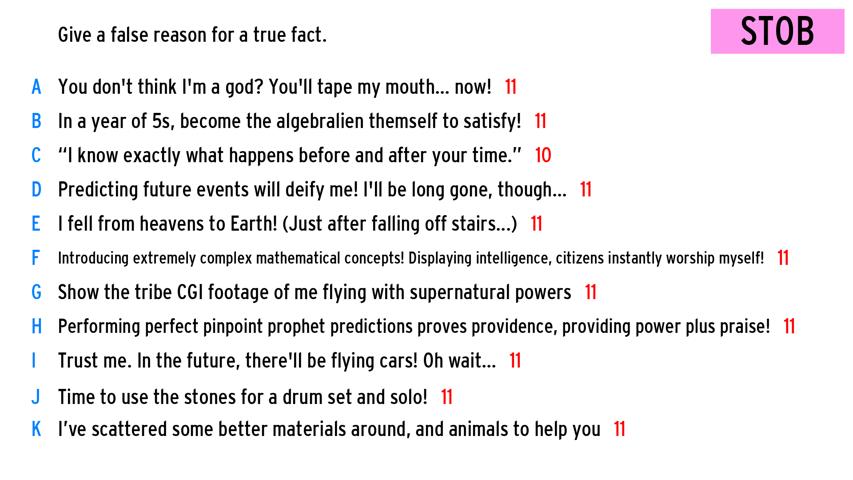 Give a false reason for a true fact.
STOB
A You don't think I'm a god? You'll tape my mouth... now! 11
B In a year of 5s, become the algebralien themself to satisfy! 11
C “I know exactly what happens before and after your time.” 10
D Predicting future events will deify me! I'll be long gone, though... 11
E I fell from heavens to Earth! (Just after falling off stairs...) 11
F Introducing extremely complex mathematical concepts! Displaying intelligence, citizens instantly worship myself! 11
G Show the tribe CGI footage of me flying with supernatural powers 11
H Performing perfect pinpoint prophet predictions proves providence, providing power plus praise! 11
I Trust me. In the future, there'll be flying cars! Oh wait... 11
J Time to use the stones for a drum set and solo! 11
K I’ve scattered some better materials around, and animals to help you 11